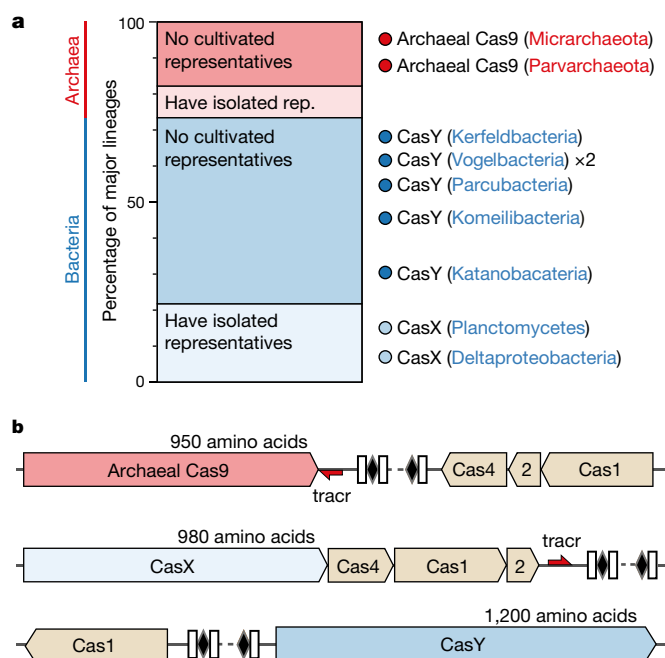 a
Archaea
Bacteria
Percentage of major lineages
100
50
0
No cultivated
representatives
Have isolated rep.
No cultivated
representatives
Have isolated
representatives
Archaeal Cas9 (Micrarchaeota)
Archaeal Cas9 (Parvarchaeota)
CasY (Kerfeldbacteria)
CasY (Vogelbacteria) ×2
CasY (Parcubacteria)
CasY (Komeilibacteria)
CasY (Katanobacateria)
CasX (Planctomycetes)
CasX (Deltaproteobacteria)
b
950 amino acids
Archaeal Cas9
tracr
Cas4
2
Cas1
980 amino acids
CasX
Cas4
Cas1
2
tracr
1,200 amino acids
Cas1
CasY